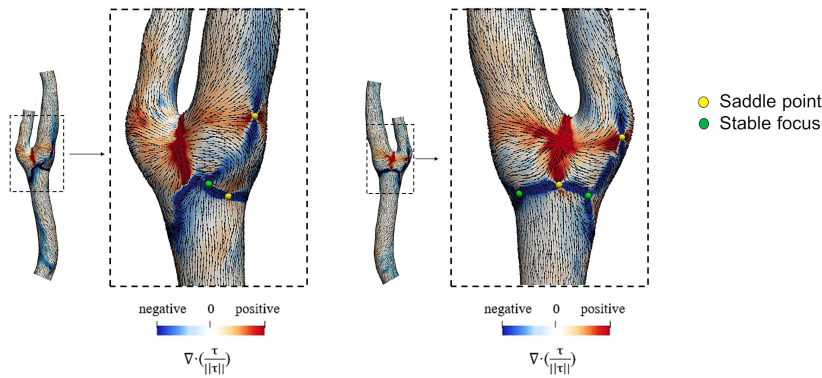 Saddle point
Stable focus
negative 0 positive
∇·(τ/||τ||)
negative 0 positive
∇·(τ/||τ||)